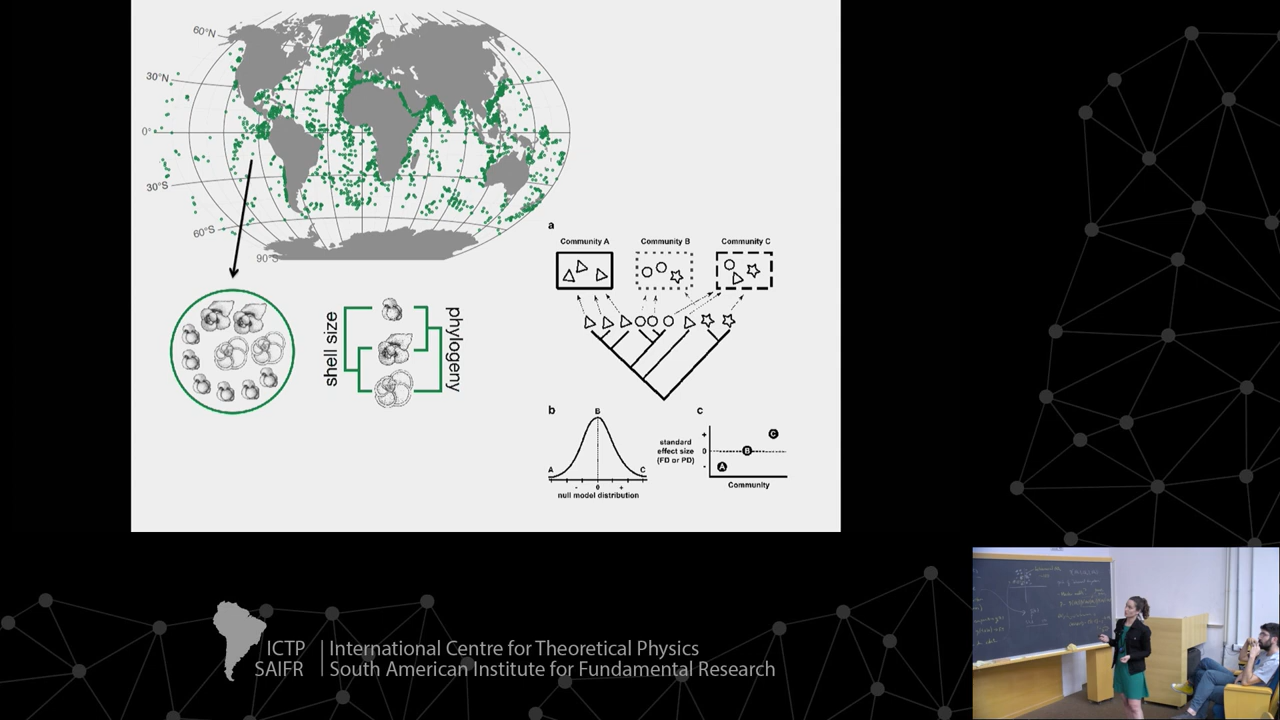 60°N
30°N
0°
30°S
60°S
90°S
shell size
phylogeny
a
Community A
Community B
Community C
b
B
A
C
- 0 +
null model distribution
c
standard
effect size
(FD or PD)
+
0
-
A
B
C
Community
ICTP
SAIFR
International Centre for Theoretical Physics
South American Institute for Fundamental Research